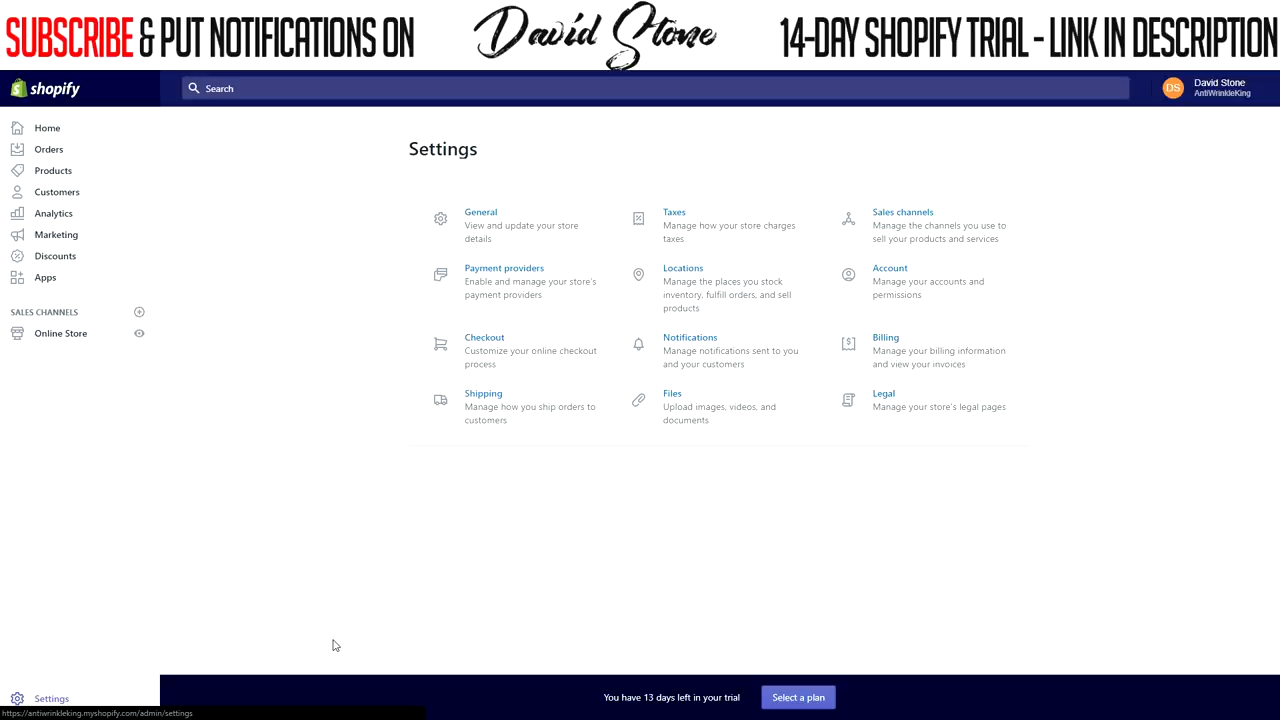 SUBSCRIBE & PUT NOTIFICATIONS ON
David Stone
14-DAY SHOPIFY TRIAL - LINK IN DESCRIPTION
shopify
Search
DS
David Stone
AntiWrinkleKing
Home
Orders
Products
Customers
Analytics
Marketing
Discounts
Apps
SALES CHANNELS
Online Store
Settings
Settings
General
View and update your store
details
Taxes
Manage how your store charges
taxes
Sales channels
Manage the channels you use to
sell your products and services
Payment providers
Enable and manage your store's
payment providers
Locations
Manage the places you stock
inventory, fulfill orders, and sell
products
Account
Manage your accounts and
permissions
Checkout
Customize your online checkout
process
Notifications
Manage notifications sent to you
and your customers
Billing
Manage your billing information
and view your invoices
Shipping
Manage how you ship orders to
customers
Files
Upload images, videos, and
documents
Legal
Manage your store's legal pages
You have 13 days left in your trial
Select a plan
https://antiwrinkleking.myshopify.com/admin/settings